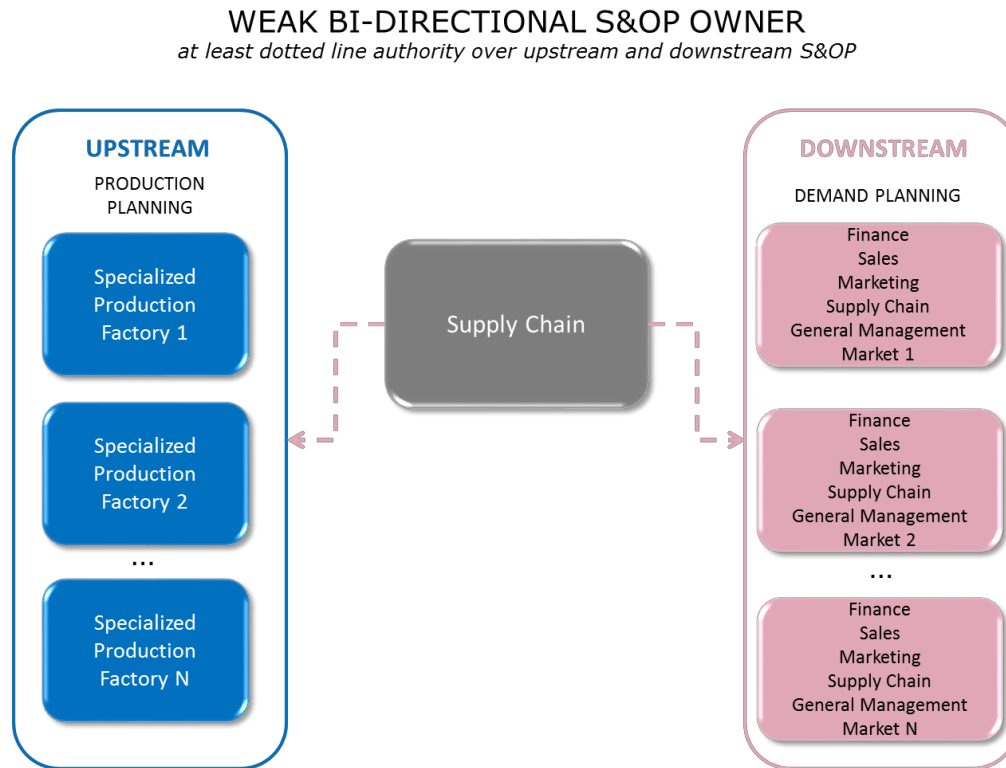 WEAK BI-DIRECTIONAL S&OP OWNER
at least dotted line authority over upstream and downstream S&OP
UPSTREAM
PRODUCTION
PLANNING
Specialized
Production
Factory 1
Specialized
Production
Factory 2
...
Specialized
Production
Factory N
Supply Chain
DOWNSTREAM
DEMAND PLANNING
Finance
Sales
Marketing
Supply Chain
General Management
Market 1
Finance
Sales
Marketing
Supply Chain
General Management
Market 2
...
Finance
Sales
Marketing
Supply Chain
General Management
Market N